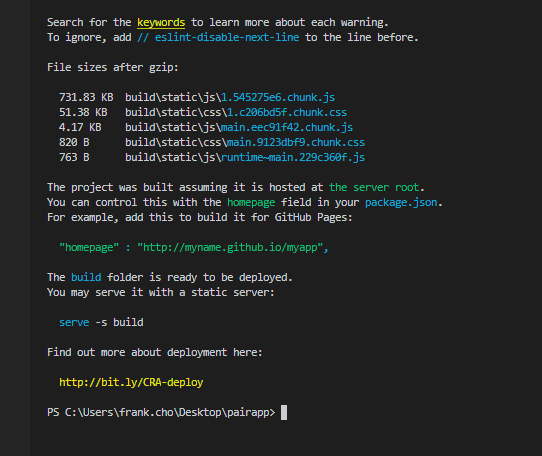 Search for the keywords to learn more about each warning.
To ignore, add // eslint-disable-next-line to the line before.
File sizes after gzip:
731.83 KB  build\static\js\1.545275e6.chunk.js
51.38 KB  build\static\css\1.c206bd5f.chunk.css
4.17 KB  build\static\js\main.eec91f42.chunk.js
820 B  build\static\css\main.9123dbf9.chunk.css
763 B  build\static\js\runtime~main.229c360f.js
The project was built assuming it is hosted at the server root.
You can control this with the homepage field in your package.json.
For example, add this to build it for GitHub Pages:
"homepage" : "http://myname.github.io/myapp",
The build folder is ready to be deployed.
You may serve it with a static server:
serve -s build
Find out more about deployment here:
http://bit.ly/CRA-deploy
PS C:\Users\frank.cho\Desktop\pairapp>